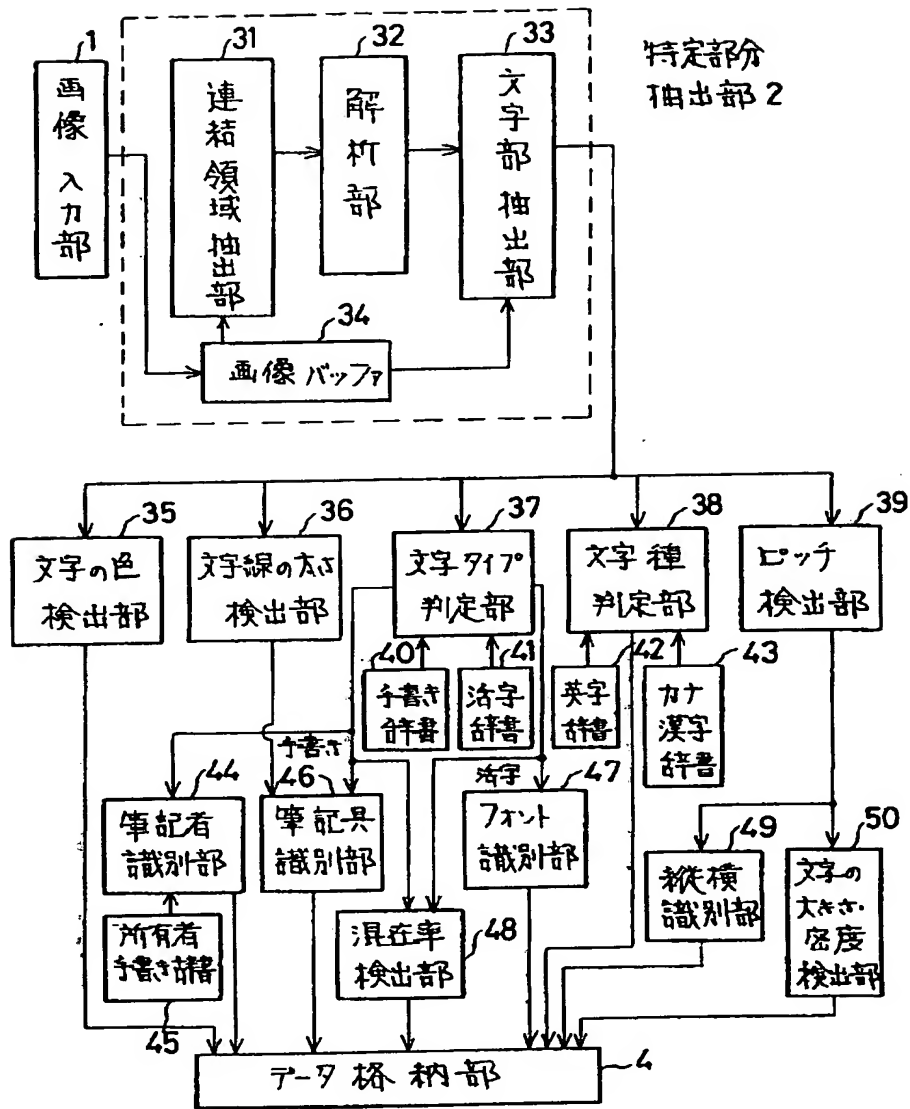 1
画像入力部
31
連結領域抽出部
32
解析部
33
文字部抽出部
特定部分
抽出部2
34
画像バッファ
35
文字の色
検出部
36
文字線の太さ
検出部
37
文字タイプ
判定部
38
文字種
判定部
39
ピッチ
検出部
40
手書き
辞書
41
活字
辞書
42
英字
辞書
43
カナ
漢字
辞書
手書き
活字
44
筆記者
識別部
46
筆記具
識別部
47
フォント
識別部
49
縦横
識別部
50
文字の
大きさ・
密度
検出部
所有者
手書き辞書
45
混在率
検出部
48
データ格納部
4